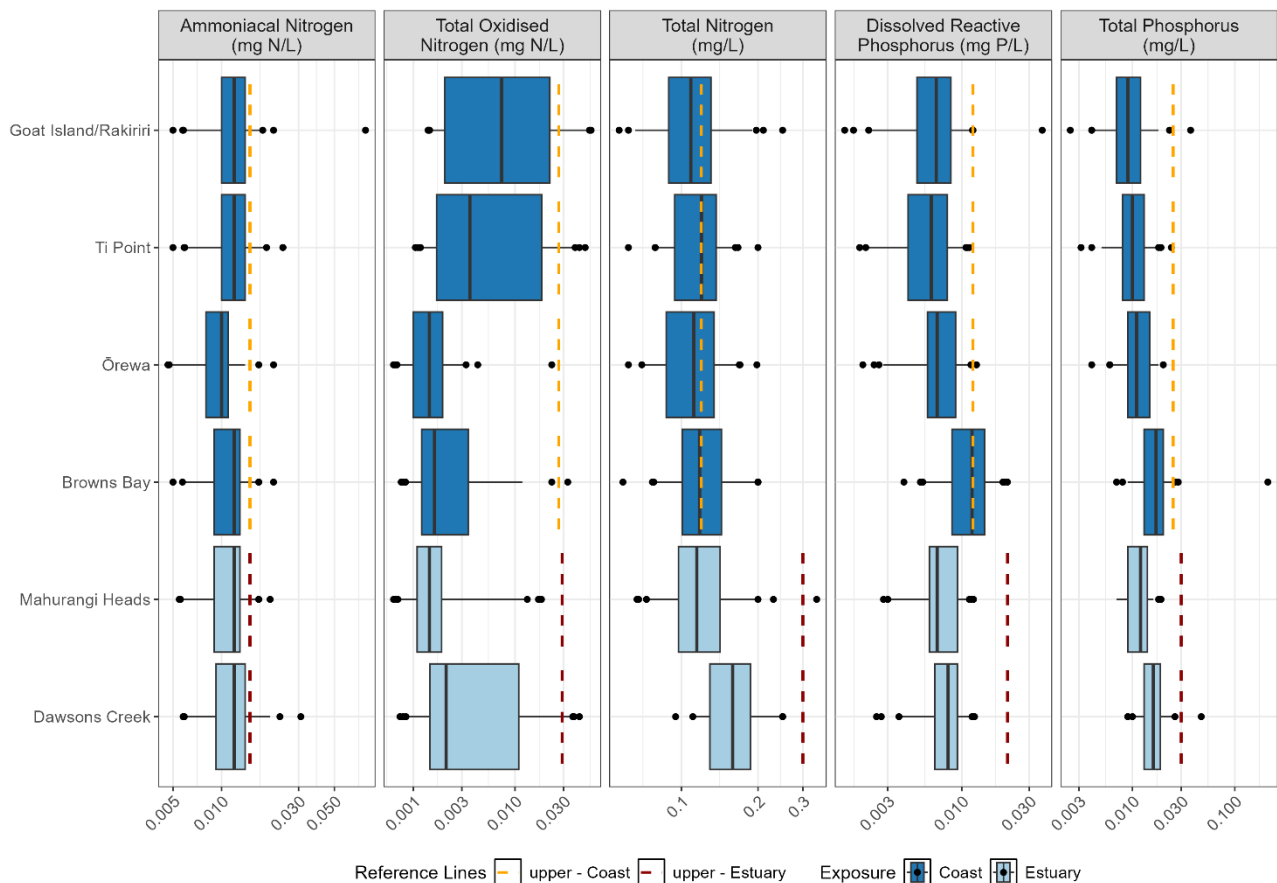 Ammoniacal Nitrogen
(mg N/L)
Total Oxidised
Nitrogen (mg N/L)
Total Nitrogen
(mg/L)
Dissolved Reactive
Phosphorus (mg P/L)
Total Phosphorus
(mg/L)
Goat Island/Rakiriri
Ti Point
Ōrewa
Browns Bay
Mahurangi Heads
Dawsons Creek
0.005 0.010 0.030 0.050
0.001 0.003 0.010 0.030
0.1 0.2 0.3
0.003 0.010 0.030
0.003 0.010 0.030 0.100
Reference Lines upper - Coast upper - Estuary Exposure Coast Estuary